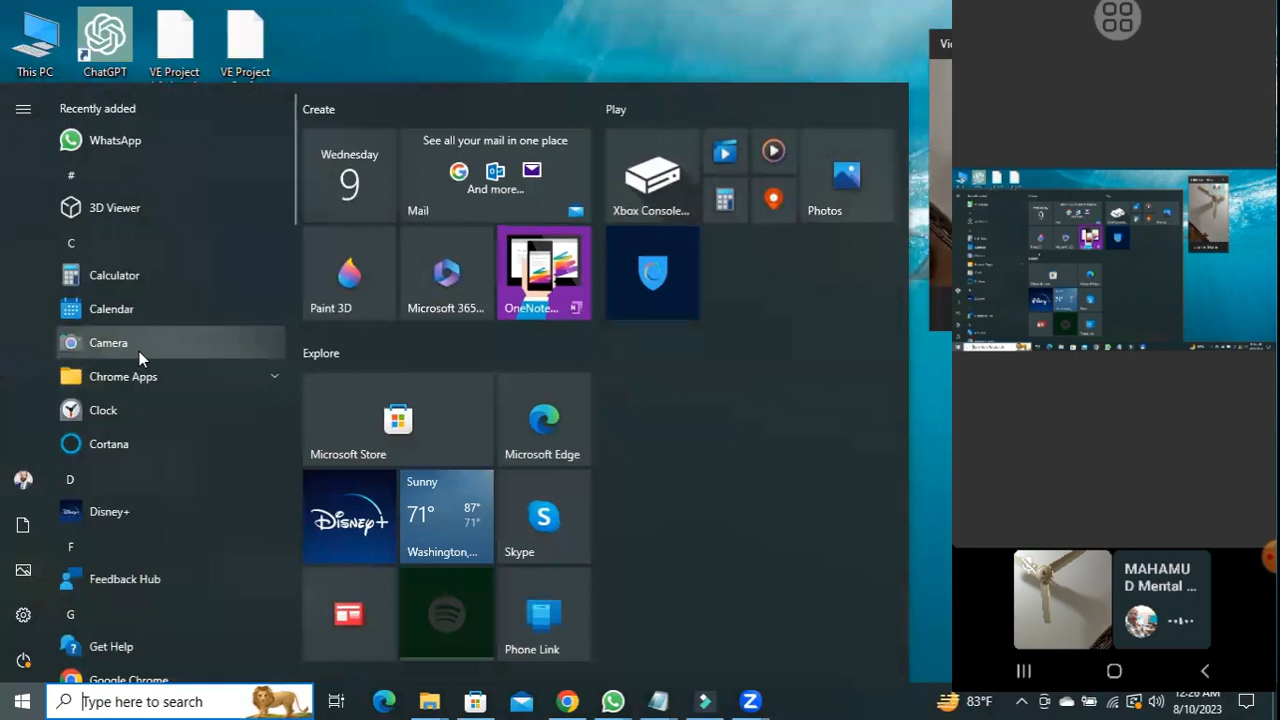 This PC
ChatGPT
VE Project
VE Project
Recently added
WhatsApp
#
3D Viewer
C
Calculator
Calendar
Camera
Chrome Apps
Clock
Cortana
D
Disney+
F
Feedback Hub
G
Get Help
Google Chrome
Create
Wednesday
9
See all your mail in one place
And more...
Mail
Paint 3D
Microsoft 365...
OneNote...
Explore
Microsoft Store
Microsoft Edge
Disney+
Sunny
71°
87°
71°
Washington,...
Skype
Phone Link
Play
Xbox Console...
Photos
MAHAMU
D Mental ...
Type here to search
83°F
12:26 AM
8/10/2023